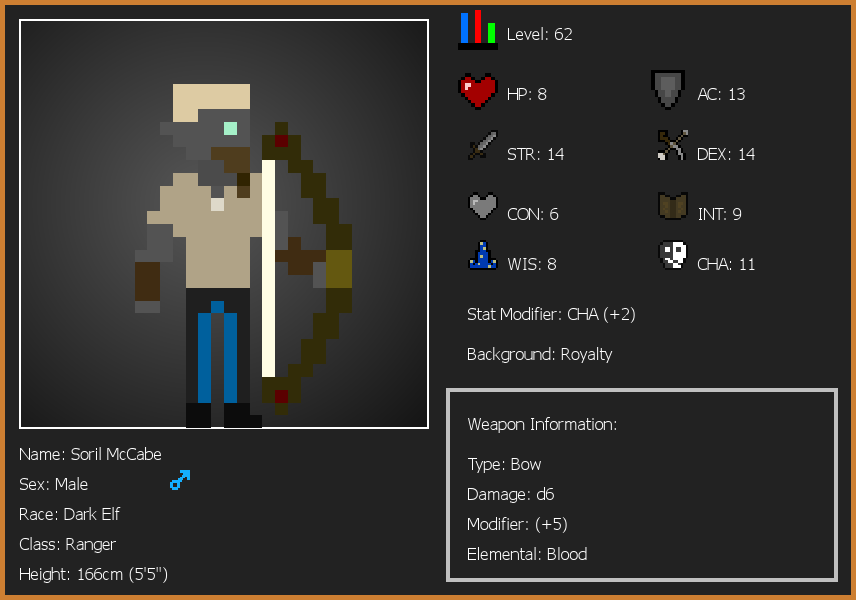 Level: 62
HP: 8
AC: 13
STR: 14
DEX: 14
CON: 6
INT: 9
WIS: 8
CHA: 11
Stat Modifier: CHA (+2)
Background: Royalty
Weapon Information:
Type: Bow
Damage: d6
Modifier: (+5)
Elemental: Blood
Name: Soril McCabe
Sex: Male
Race: Dark Elf
Class: Ranger
Height: 166cm (5'5")